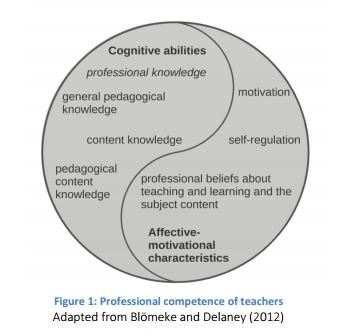 Cognitive abilities
professional knowledge
general pedagogical
knowledge
motivation
content knowledge
self-regulation
pedagogical
content
knowledge
professional beliefs about
teaching and learning and the
subject content
Affective-
motivational
characteristics
Figure 1: Professional competence of teachers
Adapted from Blömeke and Delaney (2012)